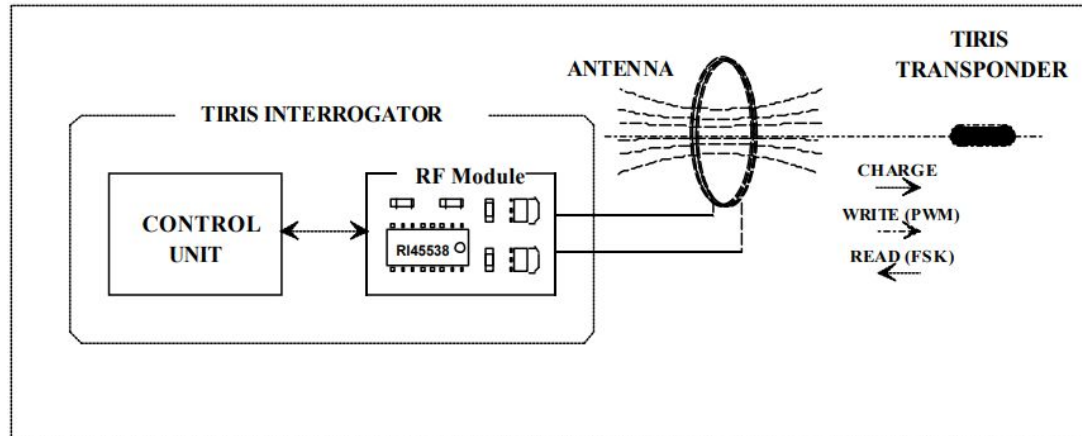 TIRIS
TRANSPONDER
ANTENNA
TIRIS INTERROGATOR
RF Module
CONTROL
UNIT
RI45538
CHARGE
WRITE (PWM)
READ (FSK)